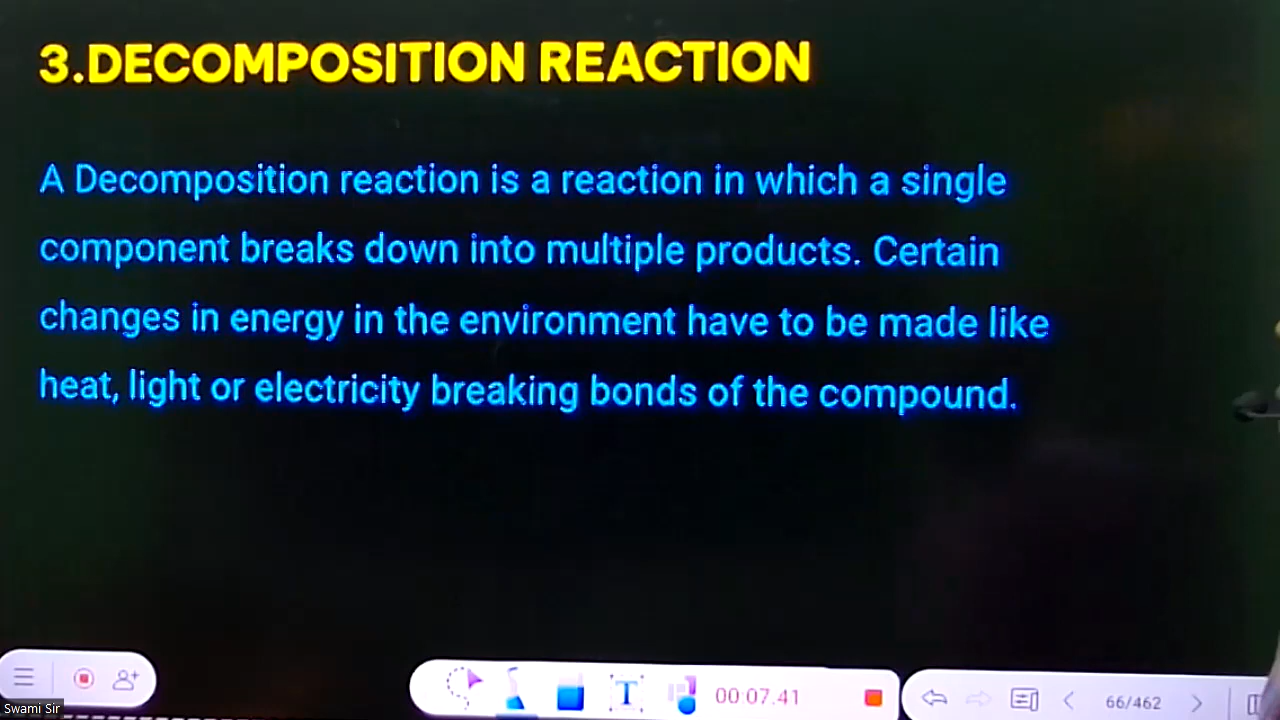 3.DECOMPOSITION REACTION
A Decomposition reaction is a reaction in which a single
component breaks down into multiple products. Certain
changes in energy in the environment have to be made like
heat, light or electricity breaking bonds of the compound.
T
00:07.41
66/462
Swami Sir